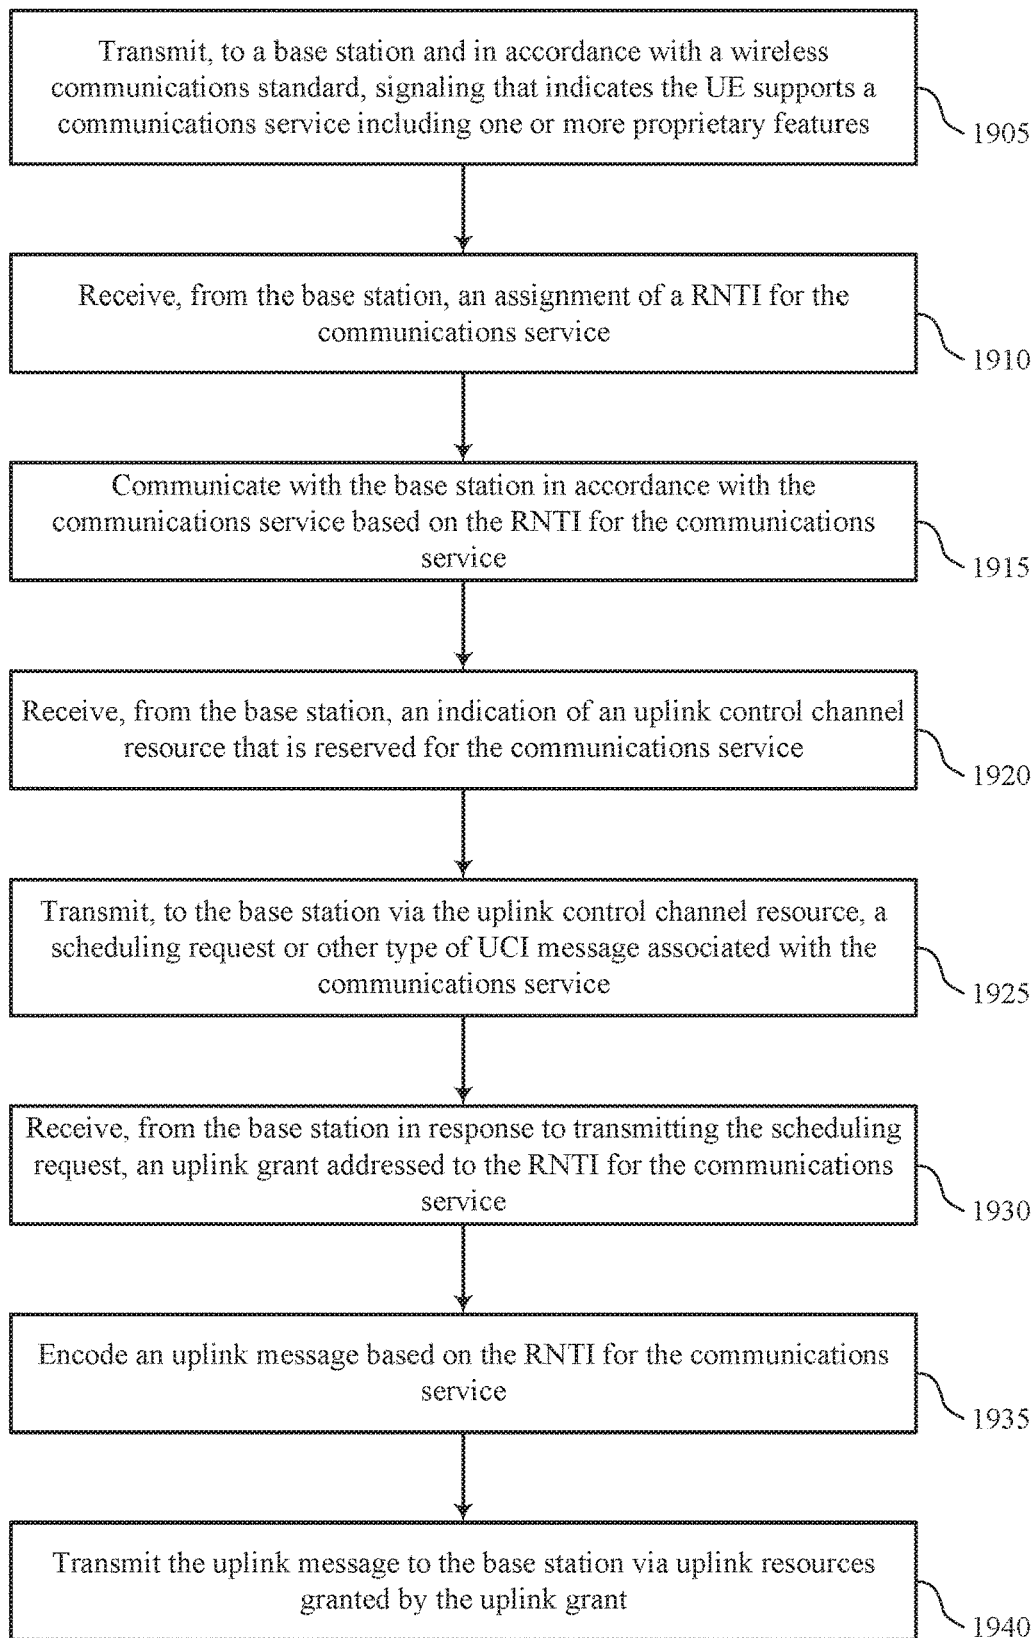 Transmit, to a base station and in accordance with a wireless
communications standard, signaling that indicates the UE supports a
communications service including one or more proprietary features
1905
Receive, from the base station, an assignment of a RNTI for the
communications service
1910
Communicate with the base station in accordance with the
communications service based on the RNTI for the communications
service
1915
Receive, from the base station, an indication of an uplink control channel
resource that is reserved for the communications service
1920
Transmit, to the base station via the uplink control channel resource, a
scheduling request or other type of UCI message associated with the
communications service
1925
Receive, from the base station in response to transmitting the scheduling
request, an uplink grant addressed to the RNTI for the communications
service
1930
Encode an uplink message based on the RNTI for the communications
service
1935
Transmit the uplink message to the base station via uplink resources
granted by the uplink grant
1940